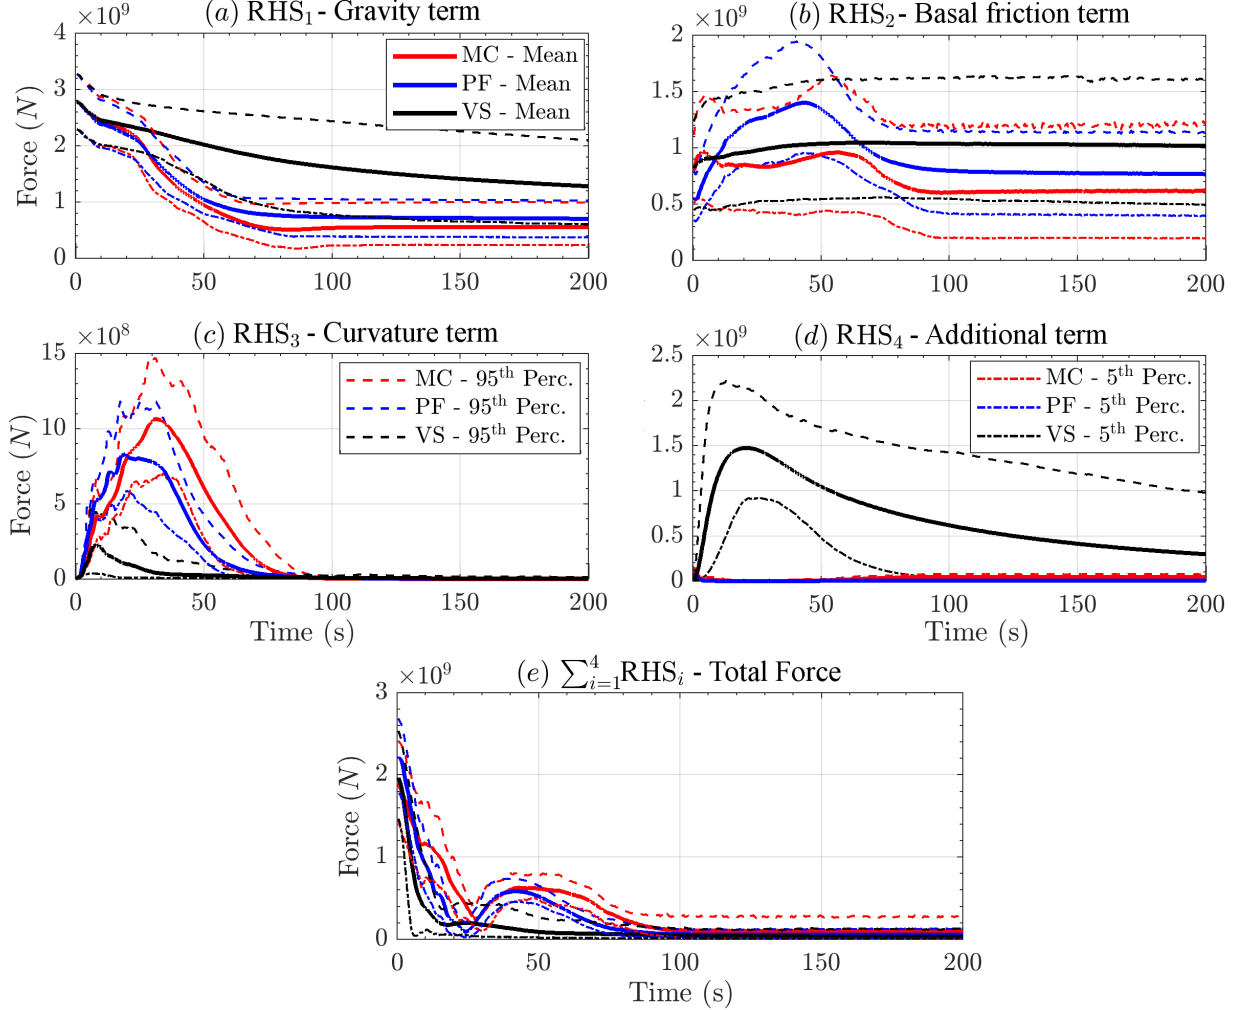 (a) RHS₁ - Gravity term
×10⁹
4
3
2
1
0
Force (N)
0 50 100 150 200
MC - Mean
PF - Mean
VS - Mean
(b) RHS₂ - Basal friction term
×10⁹
2
1.5
1
0.5
0
0 50 100 150 200
(c) RHS₃ - Curvature term
×10⁸
15
10
5
0
Force (N)
0 50 100 150 200
Time (s)
MC - 95ᵗʰ Perc.
PF - 95ᵗʰ Perc.
VS - 95ᵗʰ Perc.
(d) RHS₄ - Additional term
×10⁹
2.5
2
1.5
1
0.5
0
0 50 100 150 200
Time (s)
MC - 5ᵗʰ Perc.
PF - 5ᵗʰ Perc.
VS - 5ᵗʰ Perc.
(e) ∑⁴ᵢ₌₁RHSᵢ - Total Force
×10⁹
3
2
1
0
Force (N)
0 50 100 150 200
Time (s)